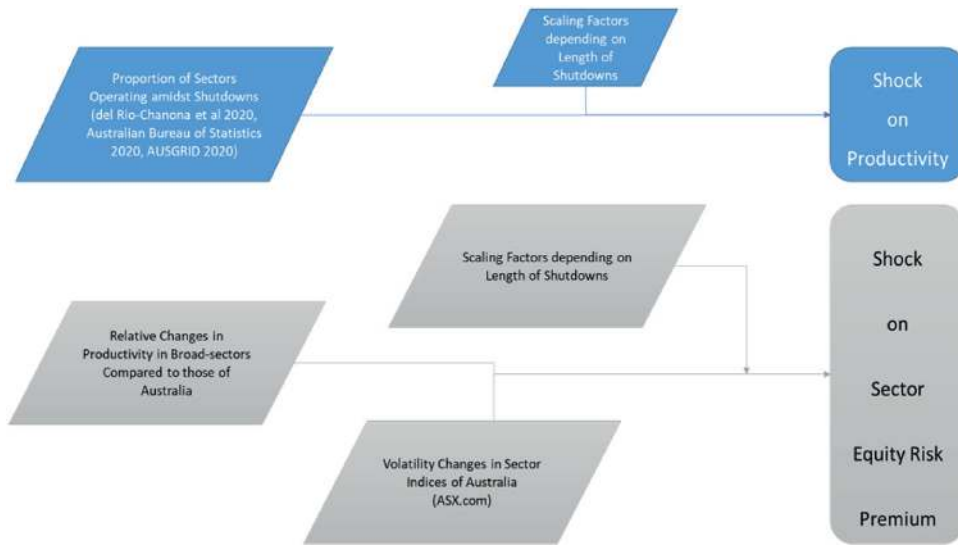 Scaling Factors
depending on
Length of
Shutdowns
Proportion of Sectors
Operating amidst Shutdowns
(del Rio-Chanona et al 2020,
Australian Bureau of Statistics
2020, AUSGRID 2020)
Shock
on
Productivity
Scaling Factors depending on
Length of Shutdowns
Relative Changes in
Productivity in Broad-sectors
Compared to those of
Australia
Volatility Changes in Sector
Indices of Australia
(ASX.com)
Shock
on
Sector
Equity Risk
Premium